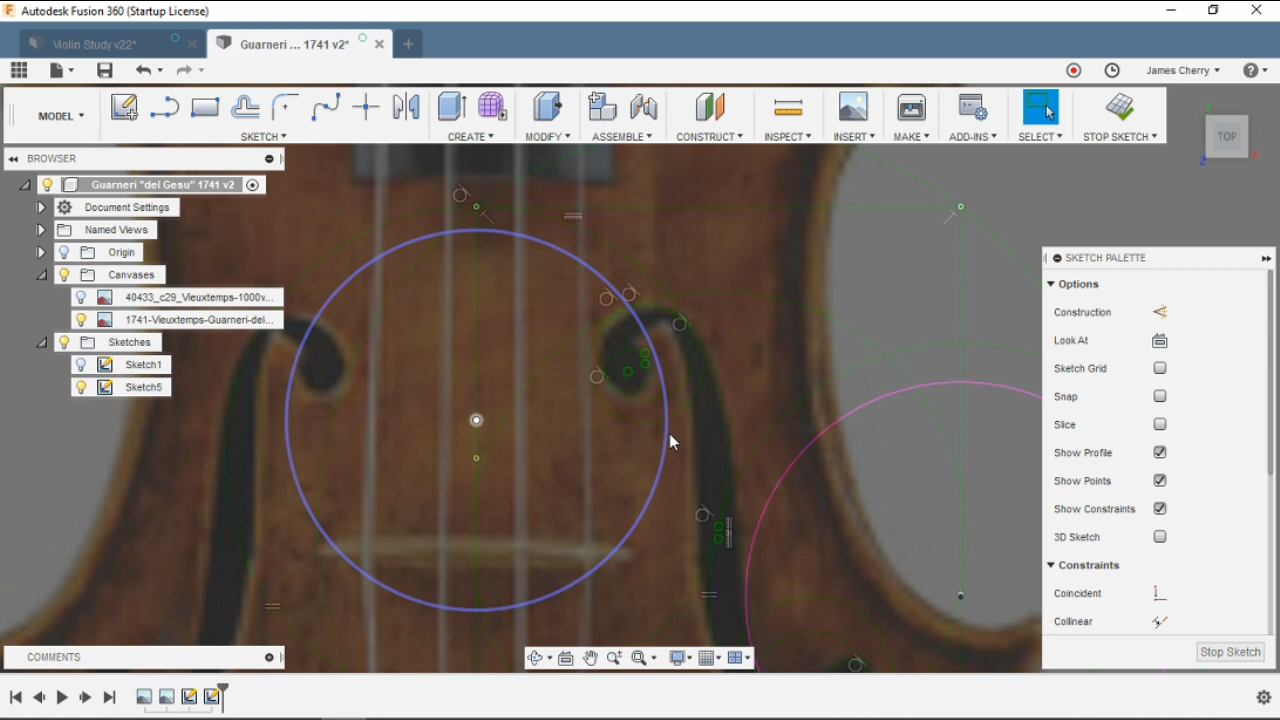 Autodesk Fusion 360 (Startup License)
Violin Study v22*
Guarneri ... 1741 v2*
James Cherry
MODEL
SKETCH
CREATE
MODIFY
ASSEMBLE
CONSTRUCT
INSPECT
INSERT
MAKE
ADD-INS
SELECT
STOP SKETCH
TOP
Z
X
BROWSER
Guarneri "del Gesu" 1741 v2
Document Settings
Named Views
Origin
Canvases
40433_c29_Vieuxtemps-1000v...
1741-Vieuxtemps-Guarneri-del...
Sketches
Sketch1
Sketch5
SKETCH PALETTE
Options
Construction
Look At
Sketch Grid
Snap
Slice
Show Profile
Show Points
Show Constraints
3D Sketch
Constraints
Coincident
Collinear
Stop Sketch
COMMENTS